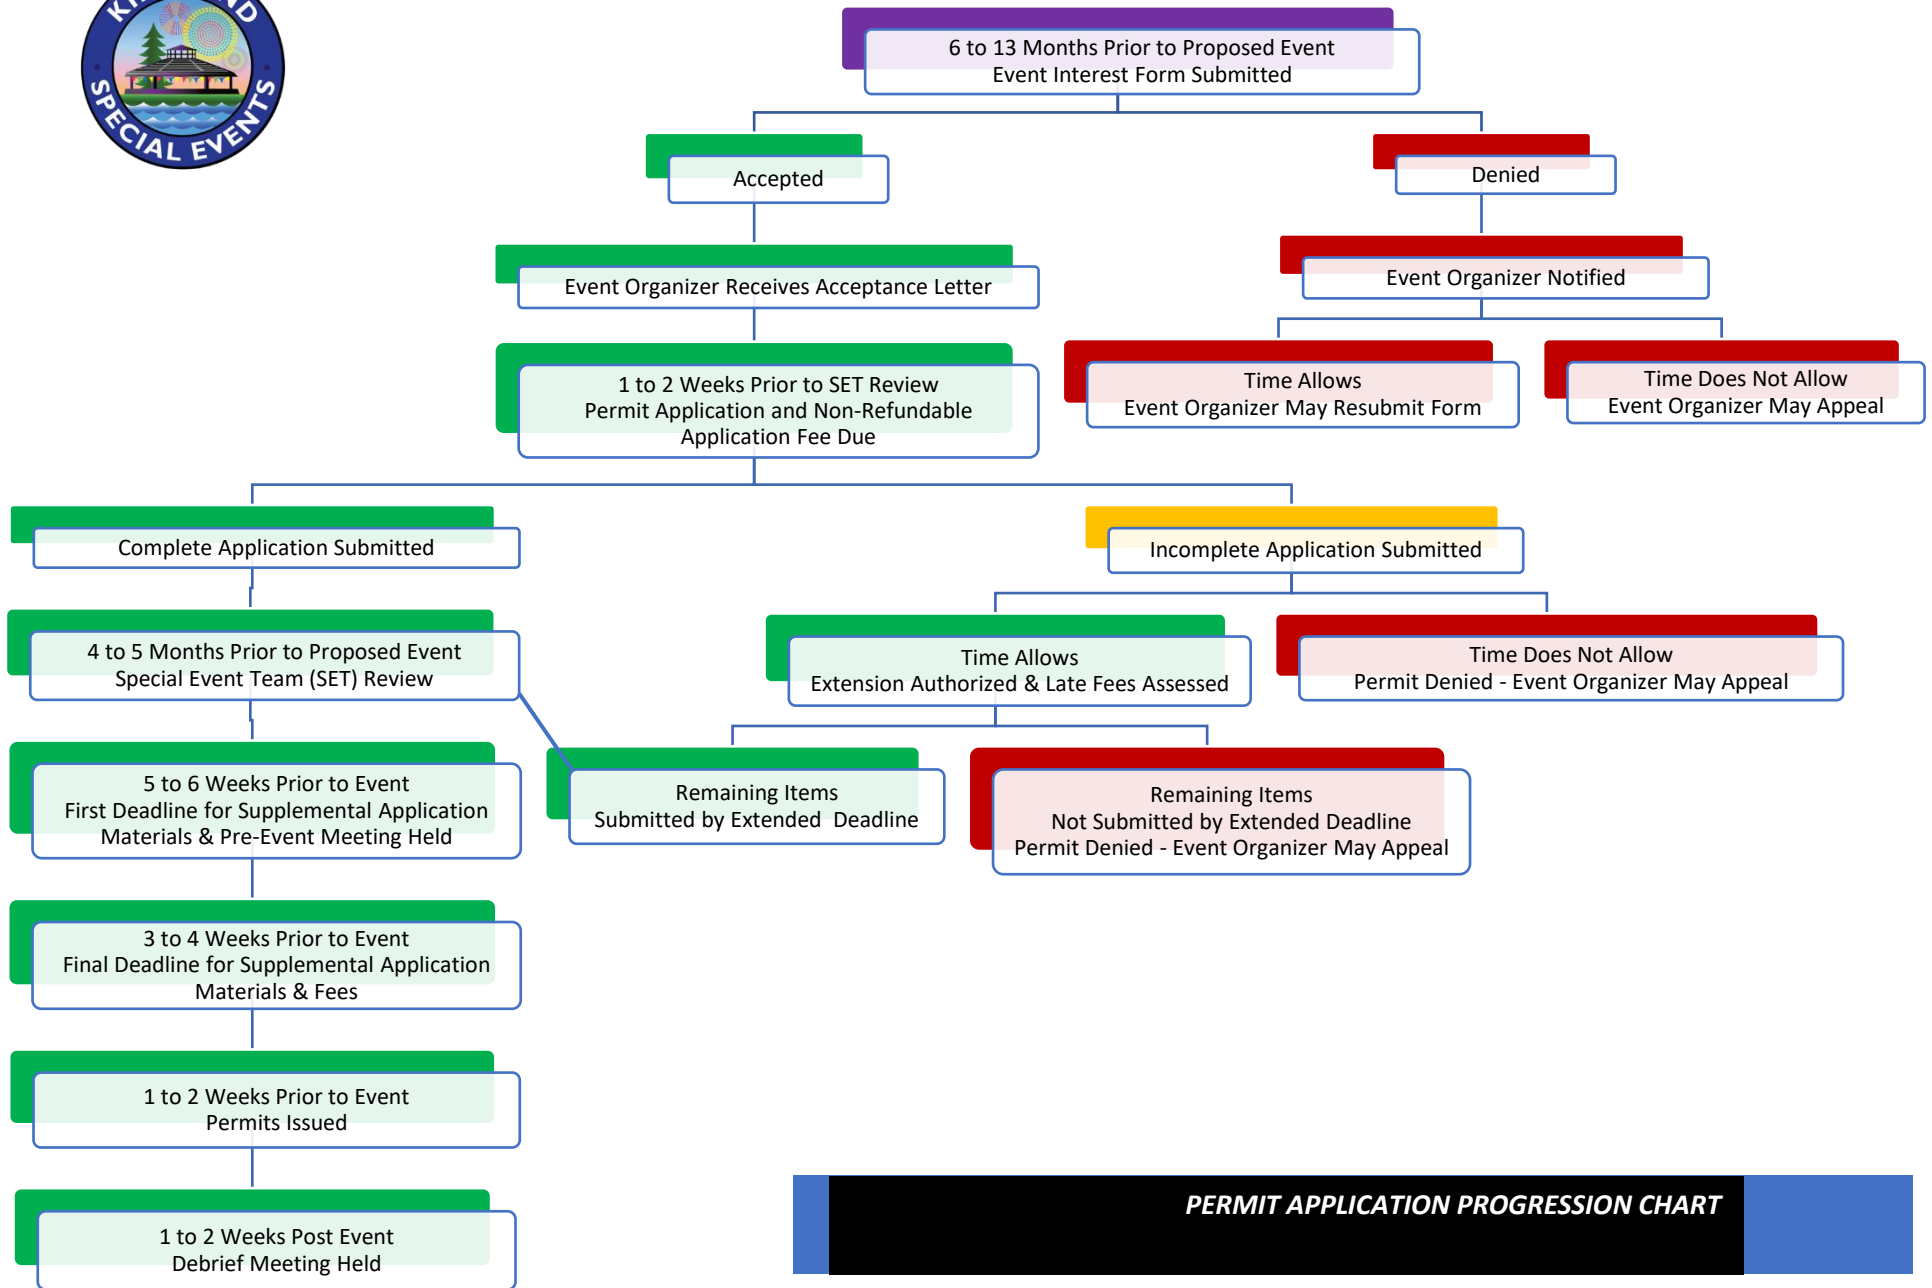 SPECIAL EVENTS
6 to 13 Months Prior to Proposed Event
Event Interest Form Submitted
Accepted
Denied
Event Organizer Receives Acceptance Letter
Event Organizer Notified
1 to 2 Weeks Prior to SET Review
Permit Application and Non-Refundable
Application Fee Due
Time Allows
Event Organizer May Resubmit Form
Time Does Not Allow
Event Organizer May Appeal
Complete Application Submitted
Incomplete Application Submitted
4 to 5 Months Prior to Proposed Event
Special Event Team (SET) Review
Time Allows
Extension Authorized & Late Fees Assessed
Time Does Not Allow
Permit Denied - Event Organizer May Appeal
5 to 6 Weeks Prior to Event
First Deadline for Supplemental Application
Materials & Pre-Event Meeting Held
Remaining Items
Submitted by Extended Deadline
Remaining Items
Not Submitted by Extended Deadline
Permit Denied - Event Organizer May Appeal
3 to 4 Weeks Prior to Event
Final Deadline for Supplemental Application
Materials & Fees
1 to 2 Weeks Prior to Event
Permits Issued
1 to 2 Weeks Post Event
Debrief Meeting Held
PERMIT APPLICATION PROGRESSION CHART